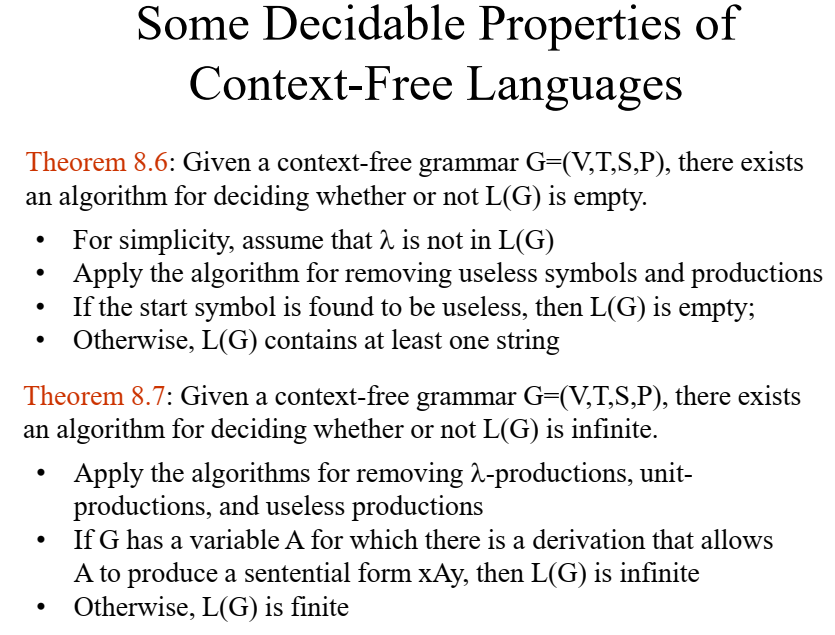 Some Decidable Properties of
Context-Free Languages
Theorem 8.6: Given a context-free grammar G=(V,T,S,P), there exists
an algorithm for deciding whether or not L(G) is empty.
• For simplicity, assume that λ is not in L(G)
• Apply the algorithm for removing useless symbols and productions
• If the start symbol is found to be useless, then L(G) is empty;
• Otherwise, L(G) contains at least one string
Theorem 8.7: Given a context-free grammar G=(V,T,S,P), there exists
an algorithm for deciding whether or not L(G) is infinite.
• Apply the algorithms for removing λ-productions, unit-
productions, and useless productions
• If G has a variable A for which there is a derivation that allows
A to produce a sentential form xAy, then L(G) is infinite
• Otherwise, L(G) is finite